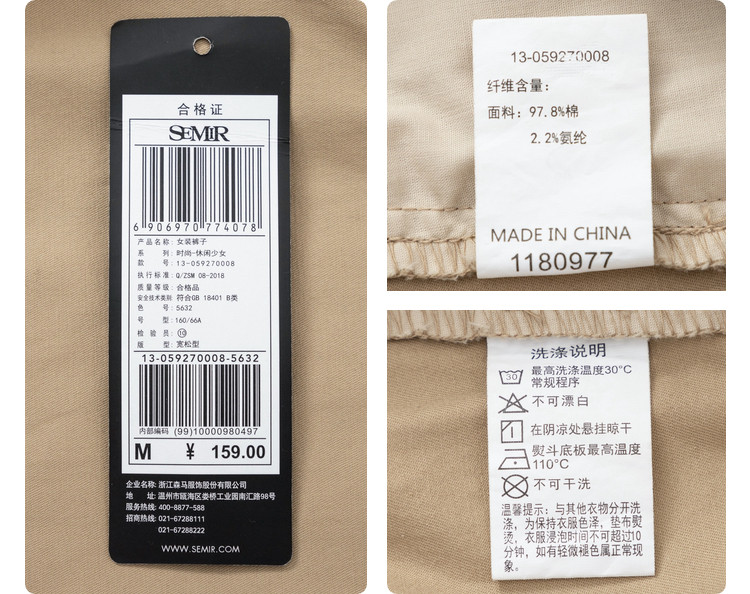 合格证
SEMIR
6 906970 774078
产品名称: 女装裤子
系 列: 时尚-休闲少女
款 号: 13-059270008
执行标准: Q/ZSM 08-2018
质量等级: 合格品
安全技术类别 符合GB 18401 B类
色 号: 5632
号 型: 160/66A
检 验 员: ⑩
版 型: 宽松型
13-059270008-5632
内部编码 (99)10000980497
M ¥ 159.00
企业名称: 浙江森马服饰股份有限公司
地 址: 温州市瓯海区娄桥工业园南汇路98号
服务热线: 400-8877-588
招商热线: 021-67288111
021-67288222
WWW.SEMIR.COM
13-059270008
纤维含量:
面料: 97.8%棉
2.2%氨纶
MADE IN CHINA
1180977
洗涤说明
30 最高洗涤温度30°C
常规程序
不可漂白
在阴凉处悬挂晾干
熨斗底板最高温度
110°C
不可干洗
温馨提示: 与其他衣物分开洗
涤, 为保持衣服色泽, 垫布熨
烫, 衣服浸泡时间不可超过10
分钟, 如有轻微褪色属正常现
象。